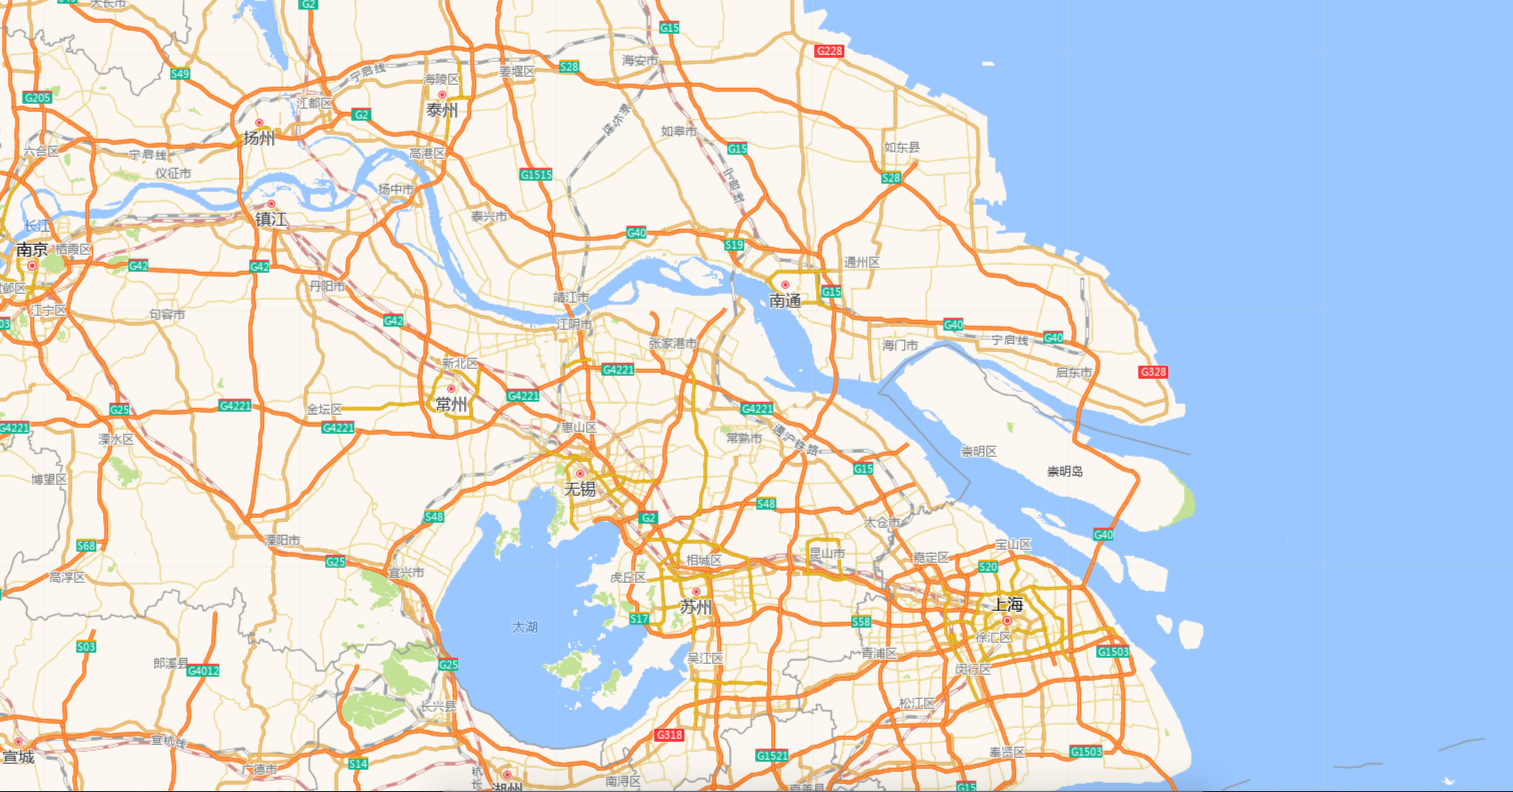 天长市
G2
G15
G228
宁启线
姜堰区
S28
海安市
S49
海陵区
G205
江都区
泰州
G2
新长线
扬州
如皋市
G15
如东县
六合区
宁启线
高港区
仪征市
G1515
宁启线
S28
扬中市
镇江
泰兴市
长江
G40
S19
南京
栖霞区
G42
G42
通州区
丹阳市
南通
G15
靖江市
江宁区
句容市
G42
江阴市
G40
G40
宁启线
张家港市
海门市
新北区
G4221
启东市
G328
常州
G4221
G25
G4221
金坛区
G4221
G4221
G4221
惠山区
常熟市
通沪铁路
溧水区
崇明区
崇明岛
G15
博望区
无锡
S48
S48
G2
太仓市
G40
溧阳市
S68
宝山区
G25
相城区
昆山市
嘉定区
S20
宜兴市
高淳区
虎丘区
苏州
上海
S17
太湖
S58
徐汇区
S03
青浦区
G1503
郎溪县
G4012
G25
吴江区
闵行区
长兴县
松江区
G318
宣杭线
宣城
G1521
奉贤区
G1503
S14
广德市
杭长
湖州
南浔区
嘉善县
G15